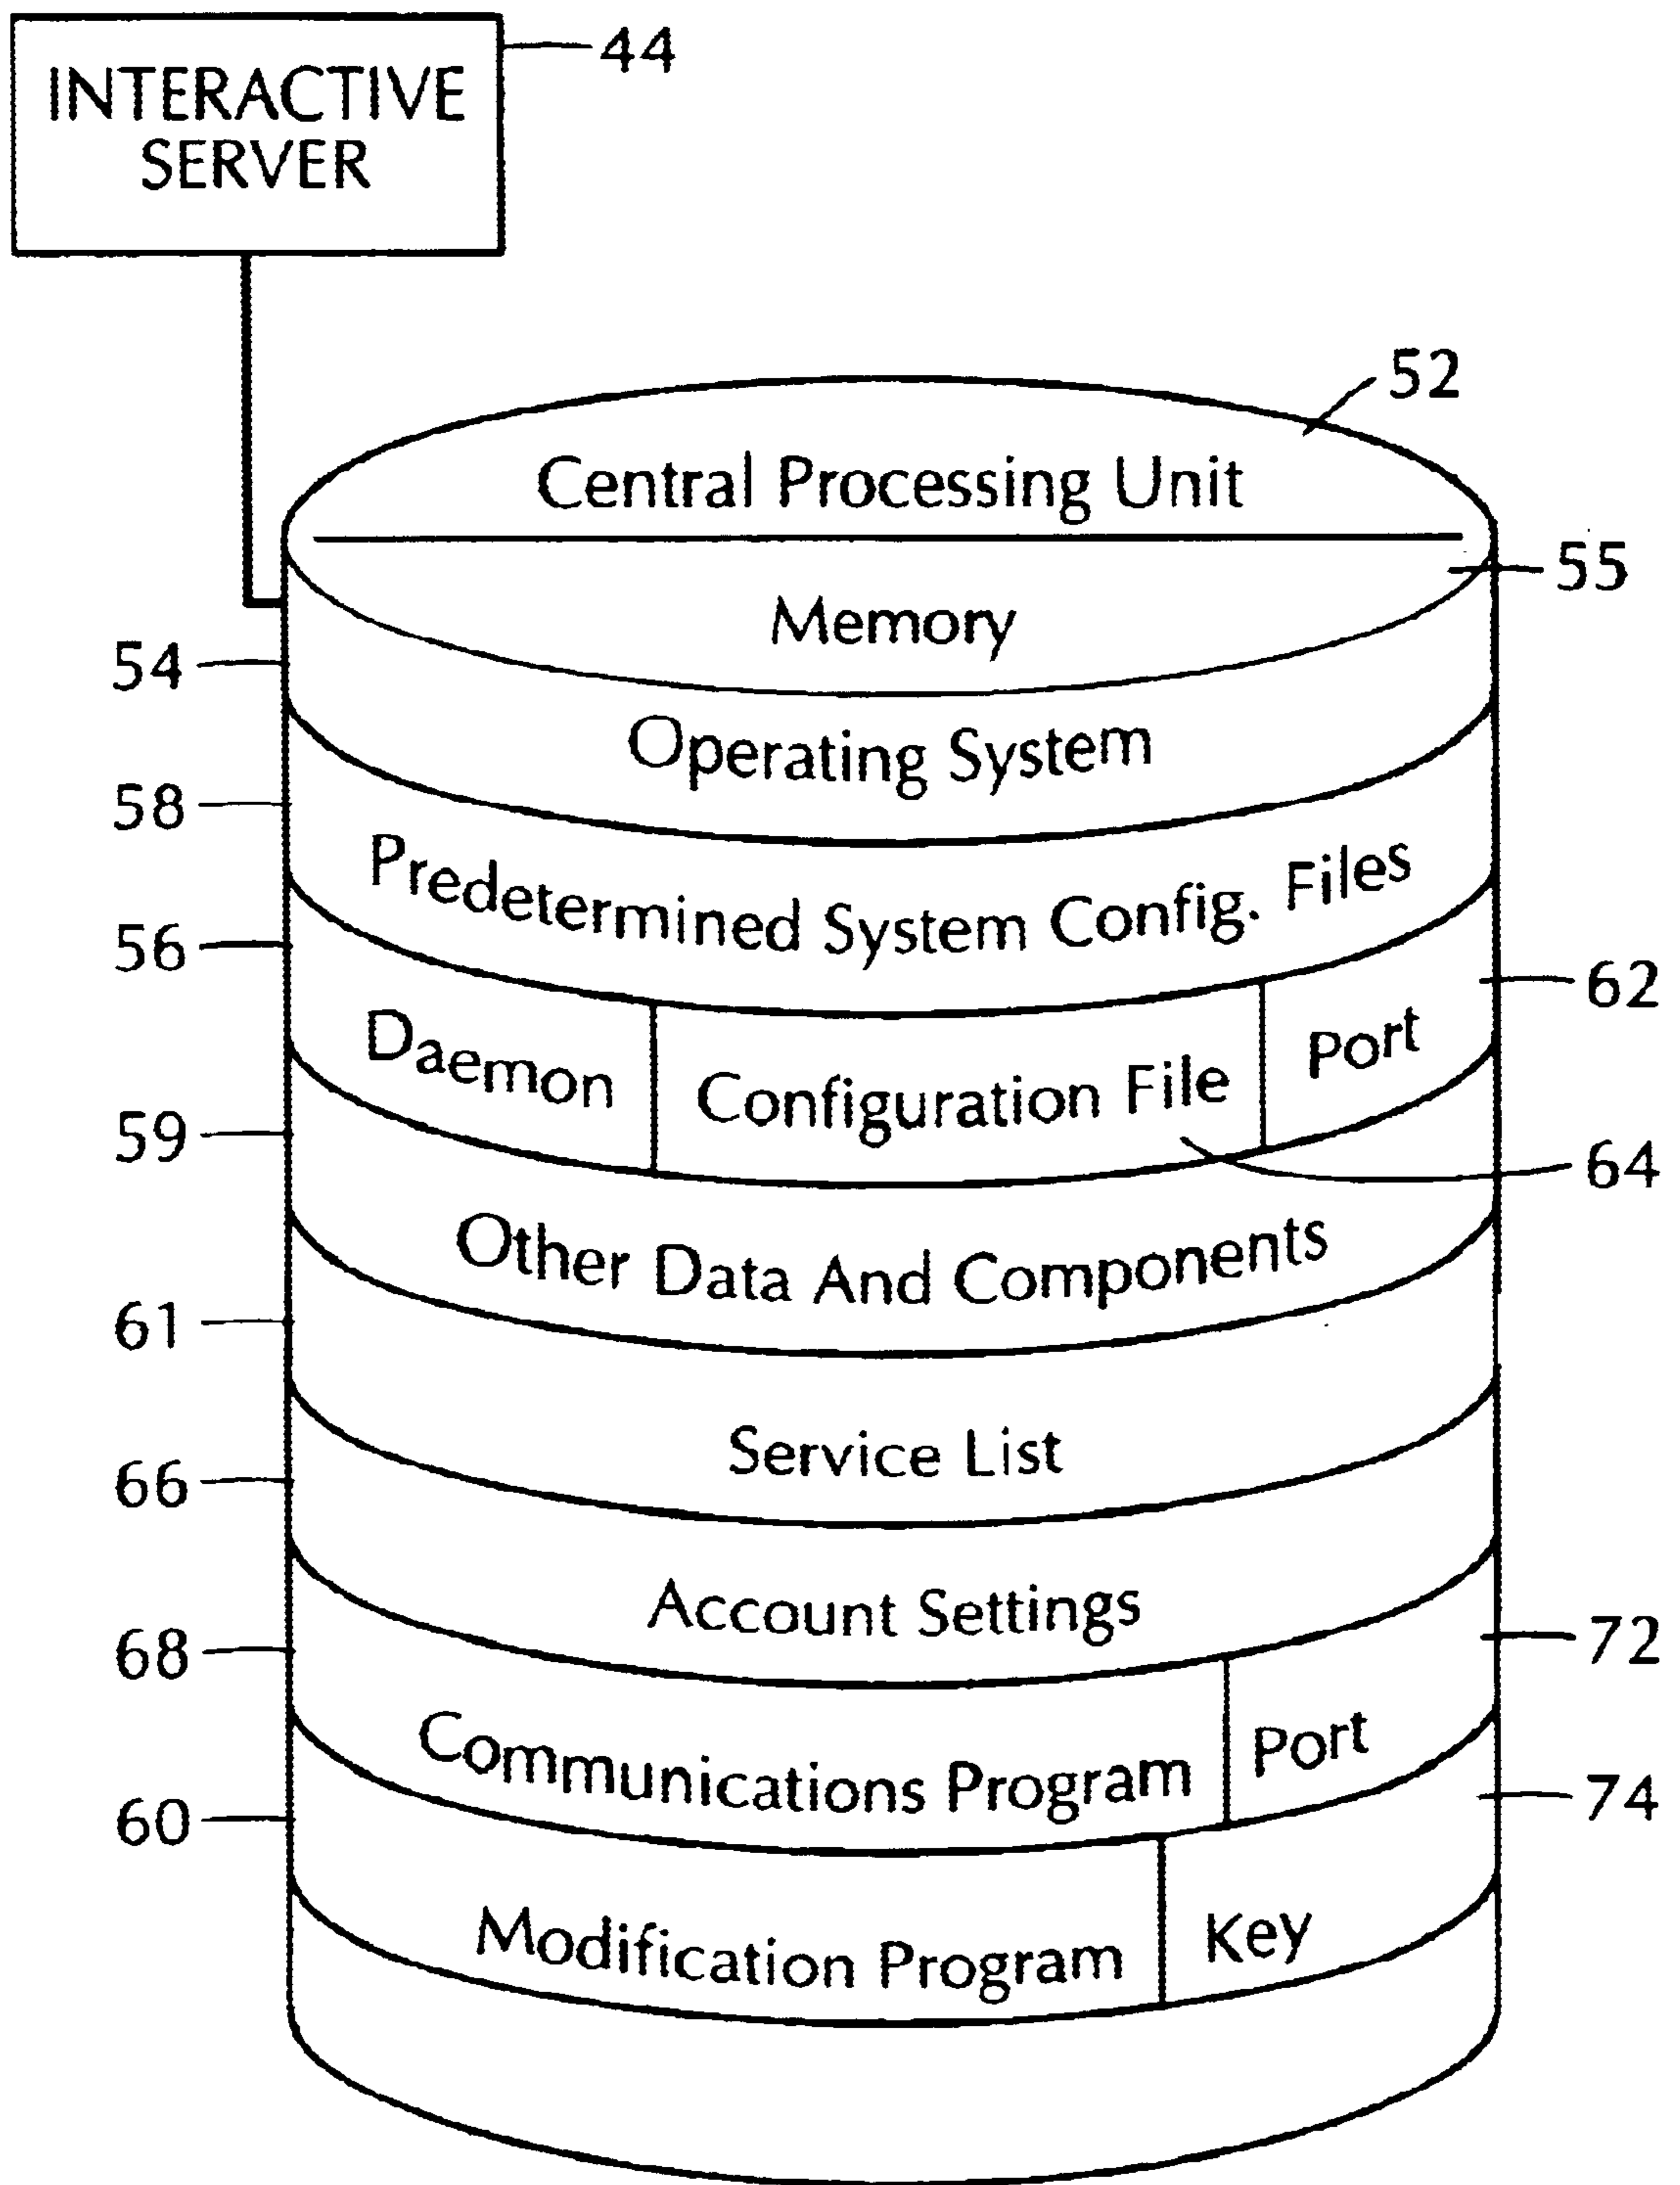 INTERACTIVE
SERVER
44
52
Central Processing Unit
55
Memory
54
Operating System
58
Predetermined System Config. Files
56
62
Daemon
Configuration File
Port
59
64
Other Data And Components
61
Service List
66
Account Settings
68
72
Communications Program
Port
60
74
Modification Program
Key